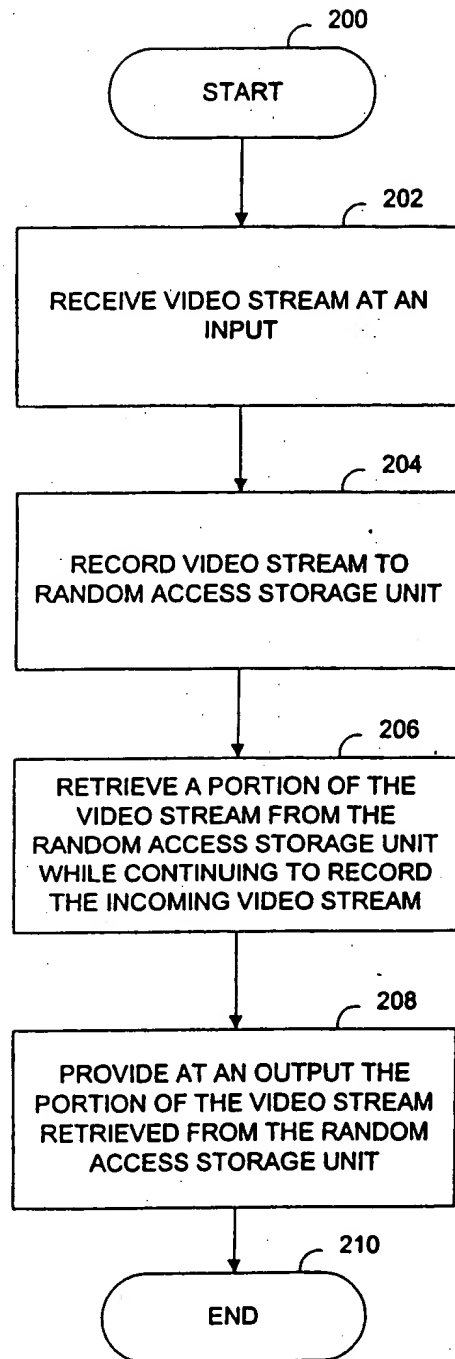 200
START
202
RECEIVE VIDEO STREAM AT AN
INPUT
204
RECORD VIDEO STREAM TO
RANDOM ACCESS STORAGE UNIT
206
RETRIEVE A PORTION OF THE
VIDEO STREAM FROM THE
RANDOM ACCESS STORAGE UNIT
WHILE CONTINUING TO RECORD
THE INCOMING VIDEO STREAM
208
PROVIDE AT AN OUTPUT THE
PORTION OF THE VIDEO STREAM
RETRIEVED FROM THE RANDOM
ACCESS STORAGE UNIT
210
END